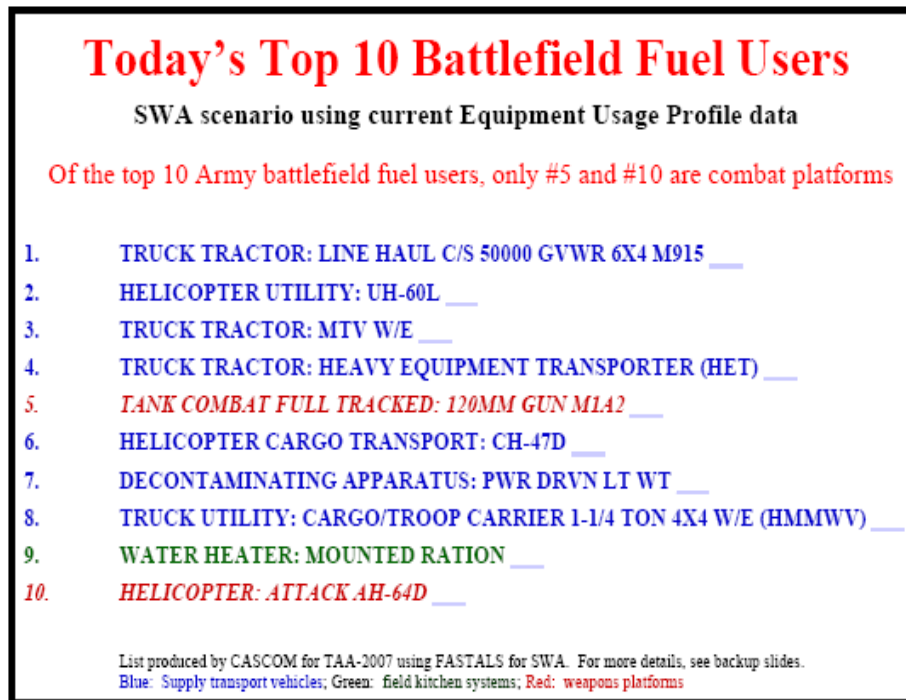 Today's Top 10 Battlefield Fuel Users
SWA scenario using current Equipment Usage Profile data
Of the top 10 Army battlefield fuel users, only #5 and #10 are combat platforms
1. TRUCK TRACTOR: LINE HAUL C/S 50000 GVWR 6X4 M915
2. HELICOPTER UTILITY: UH-60L
3. TRUCK TRACTOR: MTV W/E
4. TRUCK TRACTOR: HEAVY EQUIPMENT TRANSPORTER (HET)
5. TANK COMBAT FULL TRACKED: 120MM GUN M1A2
6. HELICOPTER CARGO TRANSPORT: CH-47D
7. DECONTAMINATING APPARATUS: PWR DRVN LT WT
8. TRUCK UTILITY: CARGO/TROOP CARRIER 1-1/4 TON 4X4 W/E (HMMWV)
9. WATER HEATER: MOUNTED RATION
10. HELICOPTER: ATTACK AH-64D
List produced by CASCOM for TAA-2007 using FASTALS for SWA. For more details, see backup slides.
Blue: Supply transport vehicles; Green: field kitchen systems; Red: weapons platforms